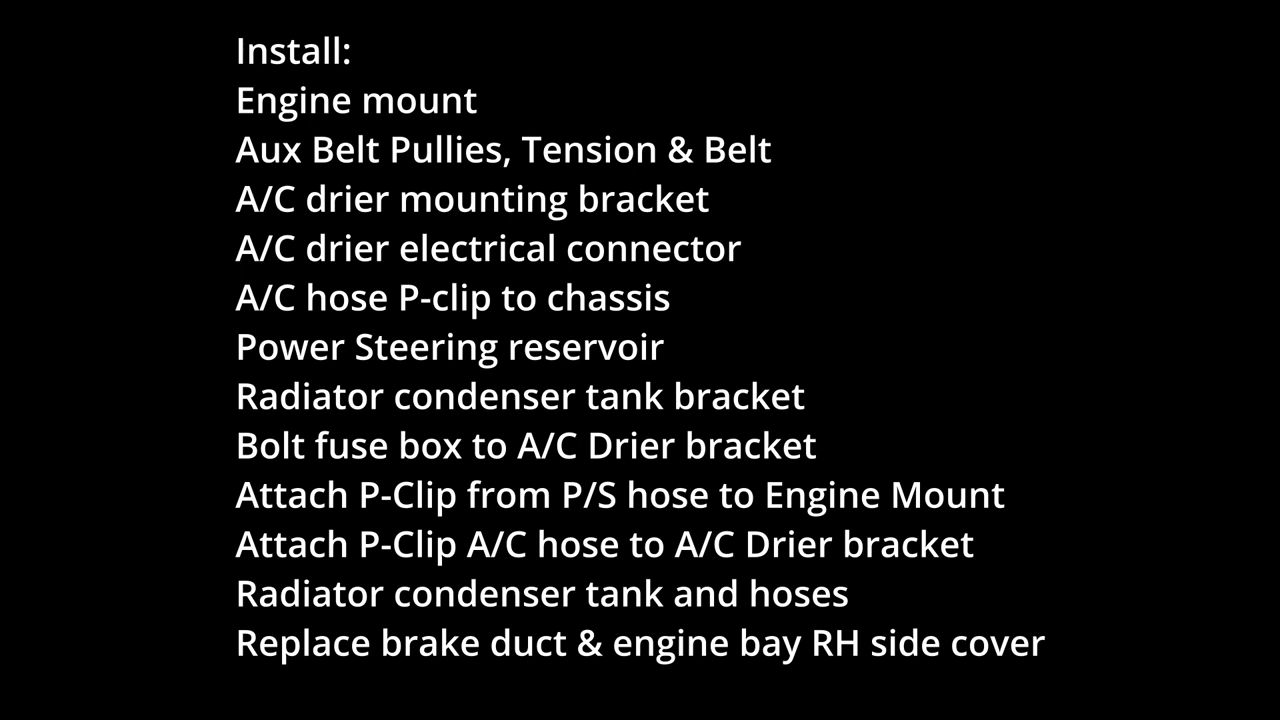 Install:
Engine mount
Aux Belt Pullies, Tension & Belt
A/C drier mounting bracket
A/C drier electrical connector
A/C hose P-clip to chassis
Power Steering reservoir
Radiator condenser tank bracket
Bolt fuse box to A/C Drier bracket
Attach P-Clip from P/S hose to Engine Mount
Attach P-Clip A/C hose to A/C Drier bracket
Radiator condenser tank and hoses
Replace brake duct & engine bay RH side cover